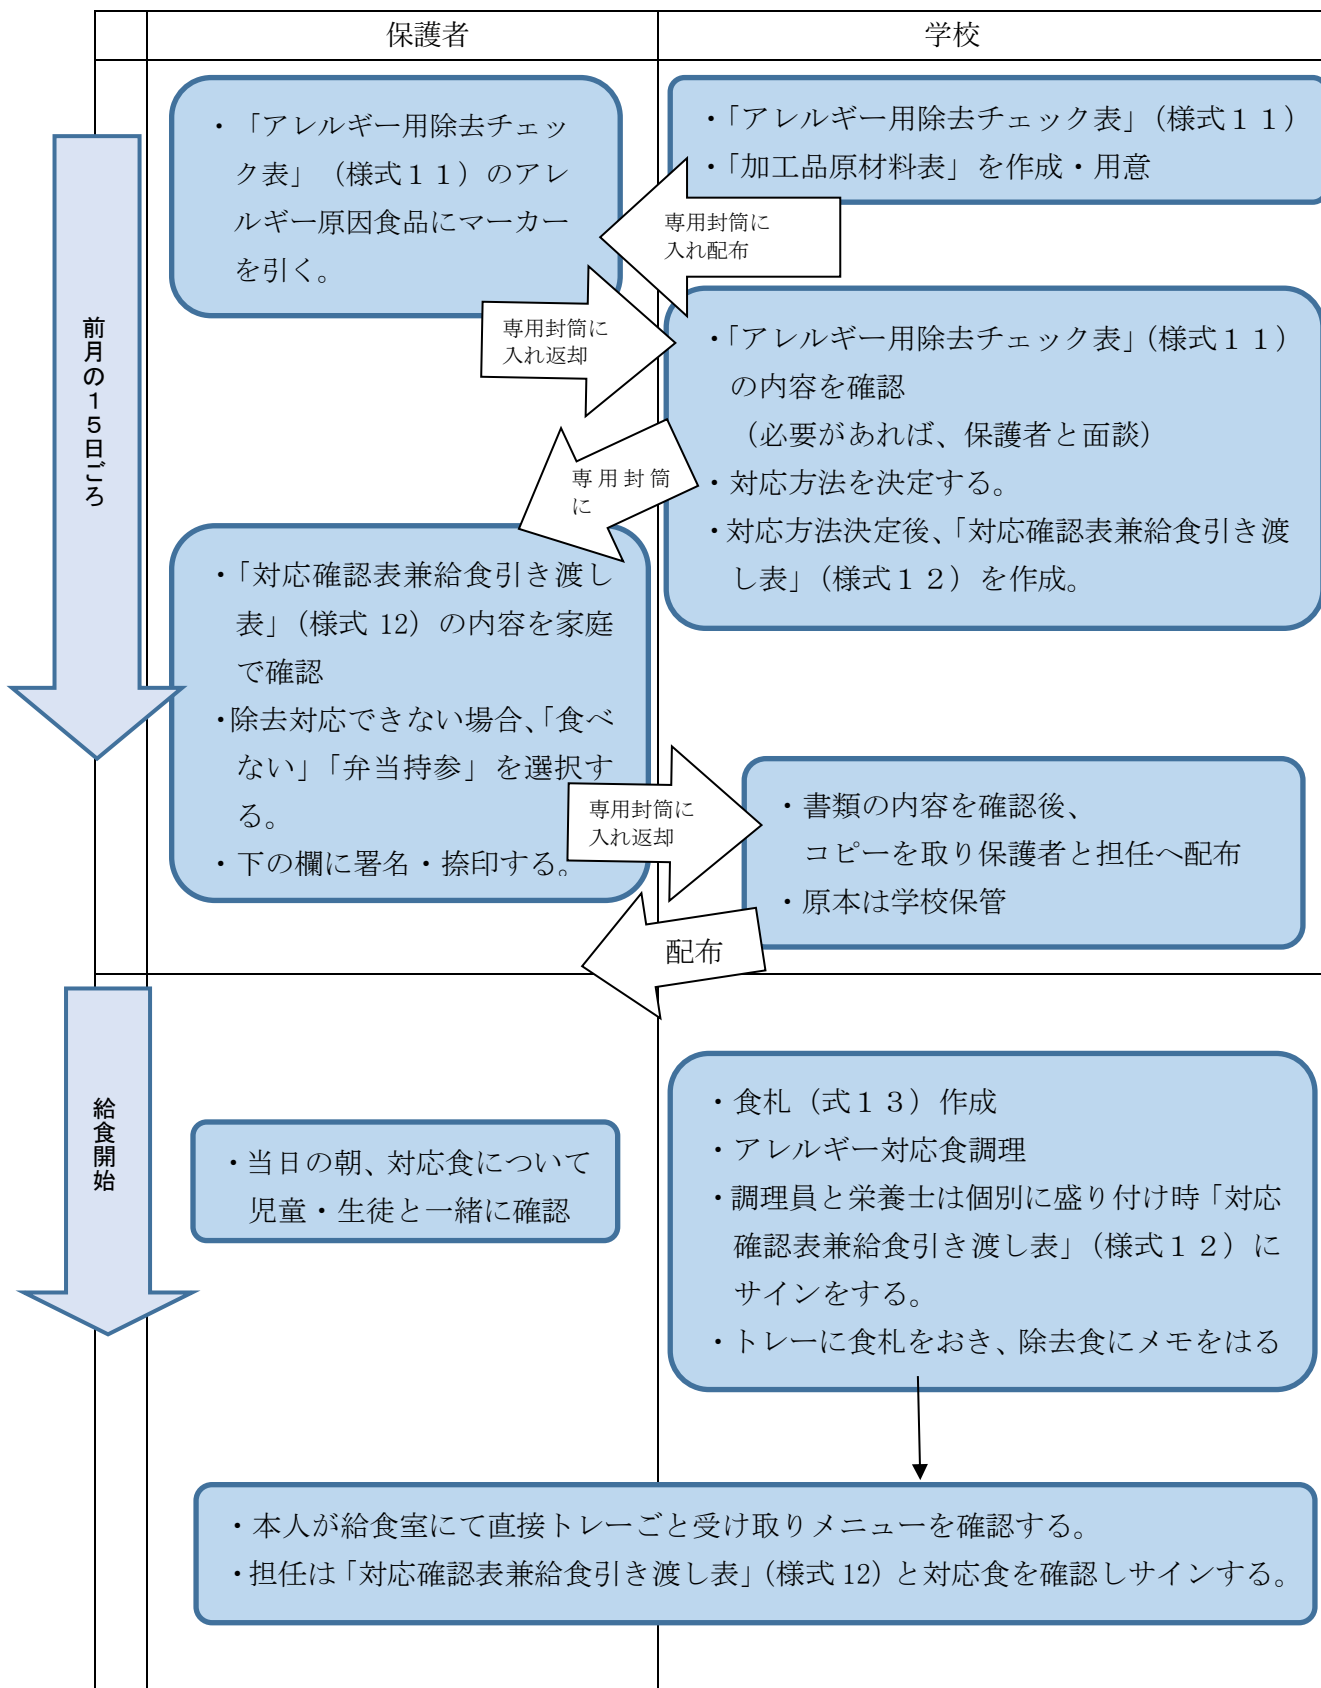 保護者
学校
前月の15日ごろ
・「アレルギー用除去チェック表」（様式１１）
・「加工品原材料表」を作成・用意
専用封筒に
入れ配布
・「アレルギー用除去チェッ
ク表」（様式１１）のアレ
ルギー原因食品にマーカー
を引く。
専用封筒に
入れ返却
・「アレルギー用除去チェック表」（様式１１）
の内容を確認
（必要があれば、保護者と面談）
・対応方法を決定する。
・対応方法決定後、「対応確認表兼給食引き渡
し表」（様式１２）を作成。
専用封筒
に
・「対応確認表兼給食引き渡し
表」（様式 12）の内容を家庭
で確認
・除去対応できない場合、「食べ
ない」「弁当持参」を選択す
る。
・下の欄に署名・捺印する。
専用封筒に
入れ返却
・書類の内容を確認後、
コピーを取り保護者と担任へ配布
・原本は学校保管
配布
給食開始
・当日の朝、対応食について
児童・生徒と一緒に確認
・食札（式１３）作成
・アレルギー対応食調理
・調理員と栄養士は個別に盛り付け時「対応
確認表兼給食引き渡し表」（様式１２）に
サインをする。
・トレーに食札をおき、除去食にメモをはる
・本人が給食室にて直接トレーごと受け取りメニューを確認する。
・担任は「対応確認表兼給食引き渡し表」（様式 12）と対応食を確認しサインする。